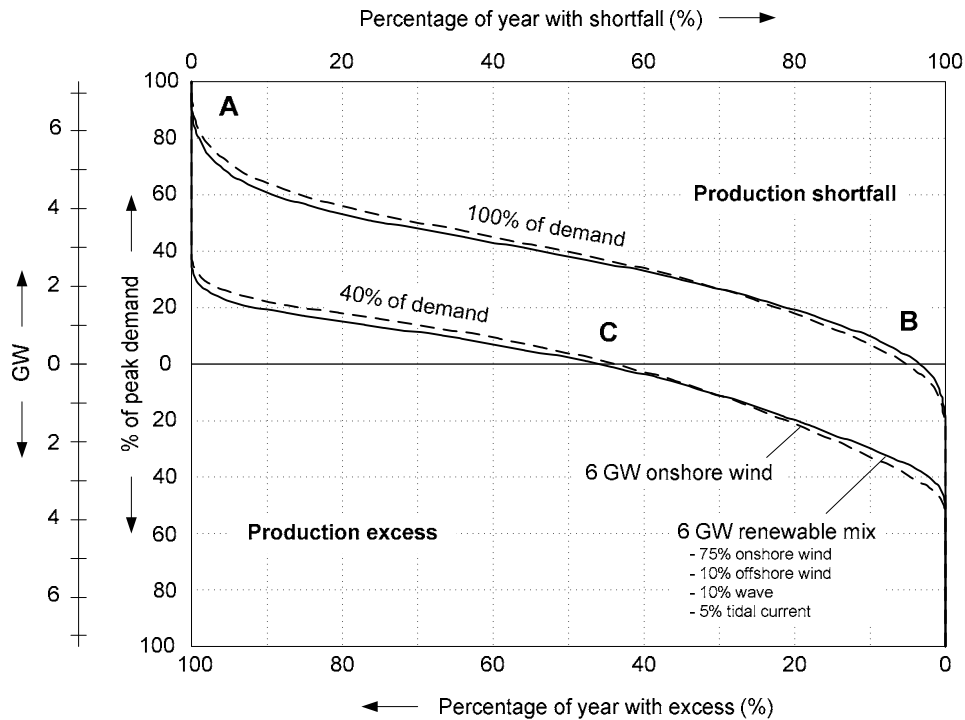 Percentage of year with shortfall (%)
0 20 40 60 80 100
100
80
60
40
20
0
20
40
60
80
100
6
4
2
0
2
4
6
GW
% of peak demand
A
Production shortfall
100% of demand
40% of demand
C
B
6 GW onshore wind
Production excess
6 GW renewable mix
- 75% onshore wind
- 10% offshore wind
- 10% wave
- 5% tidal current
100 80 60 40 20 0
Percentage of year with excess (%)